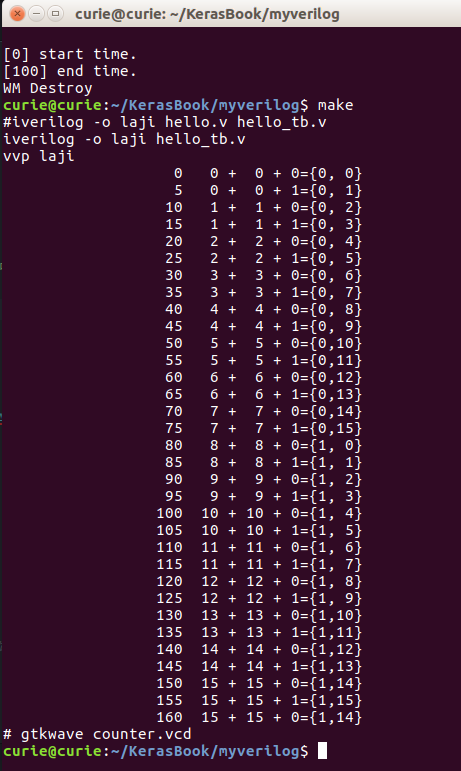 curie@curie: ~/KerasBook/myverilog
[0] start time.
[100] end time.
WM Destroy
curie@curie:~/KerasBook/myverilog$ make
#iverilog -o laji hello.v hello_tb.v
iverilog -o laji hello_tb.v
vvp laji
0   0 +  0 + 0={0, 0}
5   0 +  0 + 1={0, 1}
10   1 +  1 + 0={0, 2}
15   1 +  1 + 1={0, 3}
20   2 +  2 + 0={0, 4}
25   2 +  2 + 1={0, 5}
30   3 +  3 + 0={0, 6}
35   3 +  3 + 1={0, 7}
40   4 +  4 + 0={0, 8}
45   4 +  4 + 1={0, 9}
50   5 +  5 + 0={0,10}
55   5 +  5 + 1={0,11}
60   6 +  6 + 0={0,12}
65   6 +  6 + 1={0,13}
70   7 +  7 + 0={0,14}
75   7 +  7 + 1={0,15}
80   8 +  8 + 0={1, 0}
85   8 +  8 + 1={1, 1}
90   9 +  9 + 0={1, 2}
95   9 +  9 + 1={1, 3}
100  10 + 10 + 0={1, 4}
105  10 + 10 + 1={1, 5}
110  11 + 11 + 0={1, 6}
115  11 + 11 + 1={1, 7}
120  12 + 12 + 0={1, 8}
125  12 + 12 + 1={1, 9}
130  13 + 13 + 0={1,10}
135  13 + 13 + 1={1,11}
140  14 + 14 + 0={1,12}
145  14 + 14 + 1={1,13}
150  15 + 15 + 0={1,14}
155  15 + 15 + 1={1,15}
160  15 + 15 + 0={1,14}
# gtkwave counter.vcd
curie@curie:~/KerasBook/myverilog$